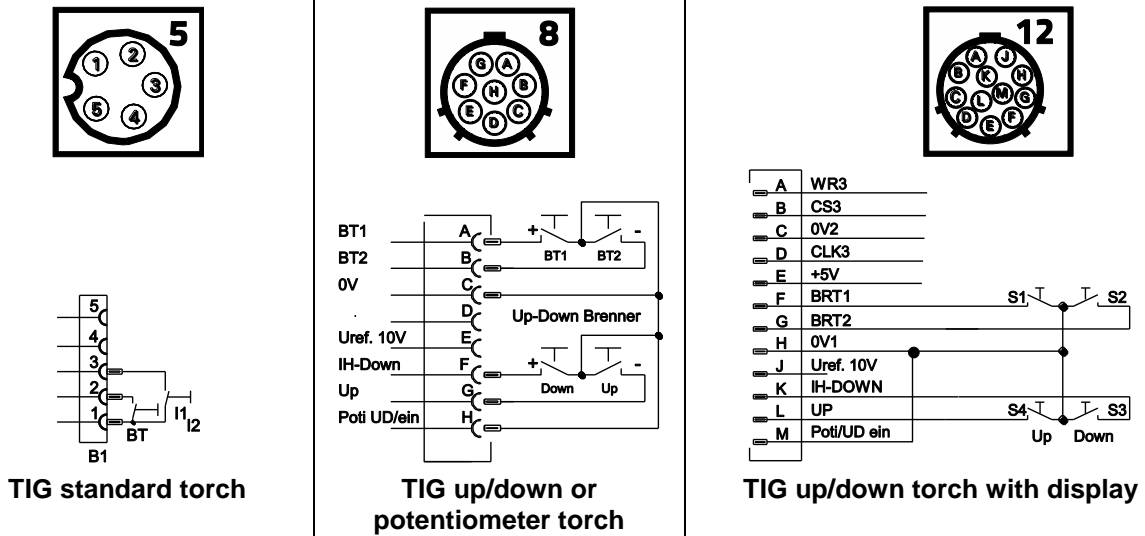 5
1
2
3
4
5
5
4
3
2
1
BT
I1
I2
B1
TIG standard torch
8
G A
F H B
E C
D
BT1 A + -
BT1 BT2
BT2 B
0V C
. D Up-Down Brenner
Uref. 10V E
IH-Down F + -
Down Up
Up G
Poti UD/ein H
TIG up/down or
potentiometer torch
12
A J
B K H
C L M G
D F
E
A WR3
B CS3
C 0V2
D CLK3
E +5V
F BRT1 S1 S2
G BRT2
H 0V1
J Uref. 10V
K IH-DOWN
L UP S4 S3
M Poti/UD ein Up Down
TIG up/down torch with display